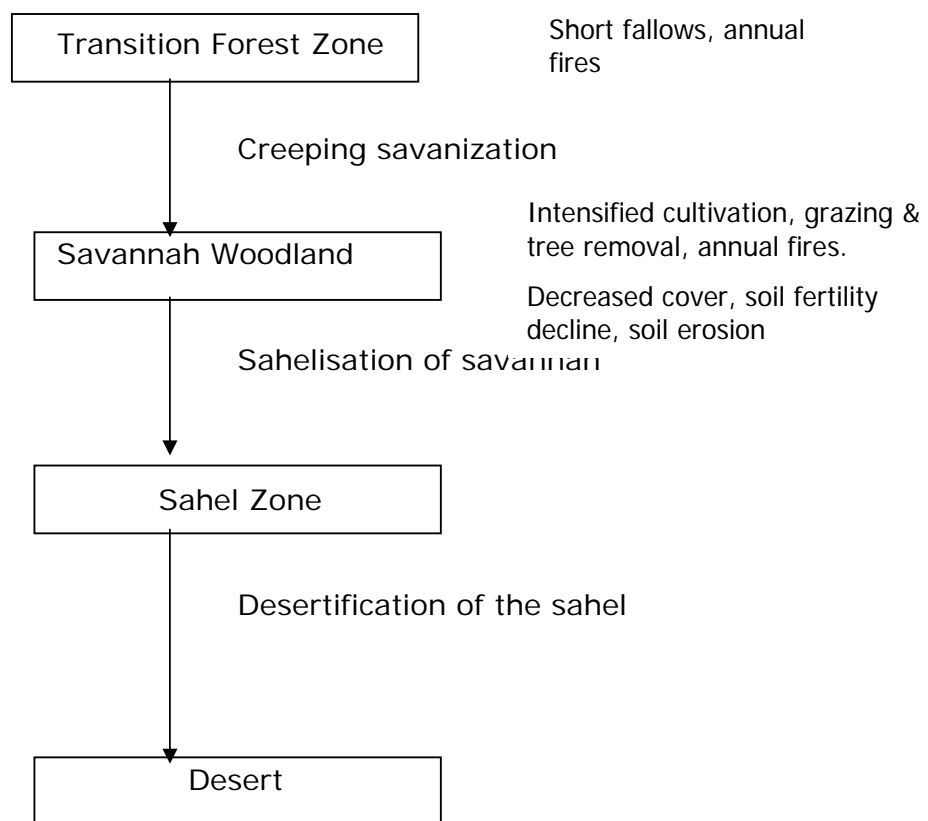 Transition Forest Zone
Short fallows, annual
fires
Creeping savanization
Savannah Woodland
Intensified cultivation, grazing &
tree removal, annual fires.
Decreased cover, soil fertility
decline, soil erosion
Sahelisation of savannah
Sahel Zone
Desertification of the sahel
Desert